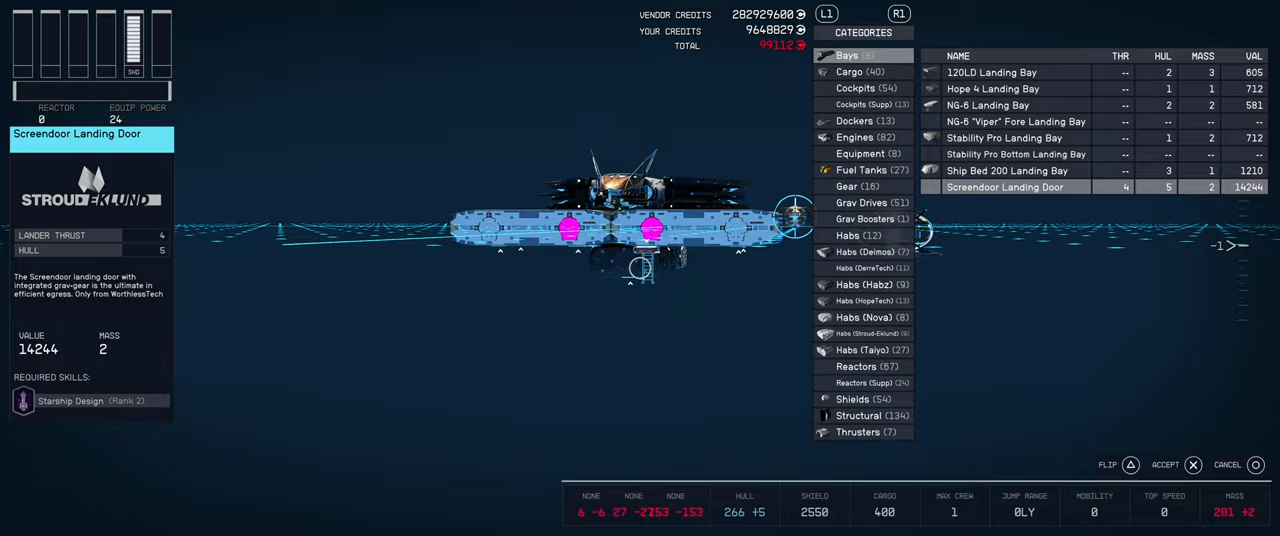 VENDOR CREDITS 282929600
YOUR CREDITS 9648829
TOTAL 99112
L1 R1
CATEGORIES
Bays (8)
Cargo (40)
Cockpits (54)
Cockpits (Supp) (13)
Dockers (13)
Engines (82)
Equipment (8)
Fuel Tanks (27)
Gear (16)
Grav Drives (51)
Grav Boosters (1)
Habs (12)
Habs (Deimos) (7)
Habs (DerreTech) (11)
Habs (Habz) (9)
Habs (HopeTech) (13)
Habs (Nova) (8)
Habs (Stroud-Eklund) (9)
Habs (Taiyo) (27)
Reactors (67)
Reactors (Supp) (24)
Shields (54)
Structural (134)
Thrusters (7)
NAME THR HUL MASS VAL
120LD Landing Bay -- 2 3 605
Hope 4 Landing Bay -- 1 1 712
NG-6 Landing Bay -- 2 2 581
NG-6 "Viper" Fore Landing Bay -- -- -- --
Stability Pro Landing Bay -- 1 2 712
Stability Pro Bottom Landing Bay -- -- -- --
Ship Bed 200 Landing Bay -- 3 1 1210
Screendoor Landing Door 4 5 2 14244
SHD
REACTOR EQUIP POWER
0 24
Screendoor Landing Door
STROUD EKLUND
LANDER THRUST 4
HULL 5
The Screendoor landing door with
integrated grav-gear is the ultimate in
efficient egress. Only from WorthlessTech
VALUE MASS
14244 2
REQUIRED SKILLS:
Starship Design (Rank 2)
-1>
FLIP ACCEPT CANCEL
NONE NONE NONE HULL SHIELD CARGO MAX CREW JUMP RANGE MOBILITY TOP SPEED MASS
6 -6 27 -27 153 -153 266 +5 2550 400 1 0LY 0 0 281 +2